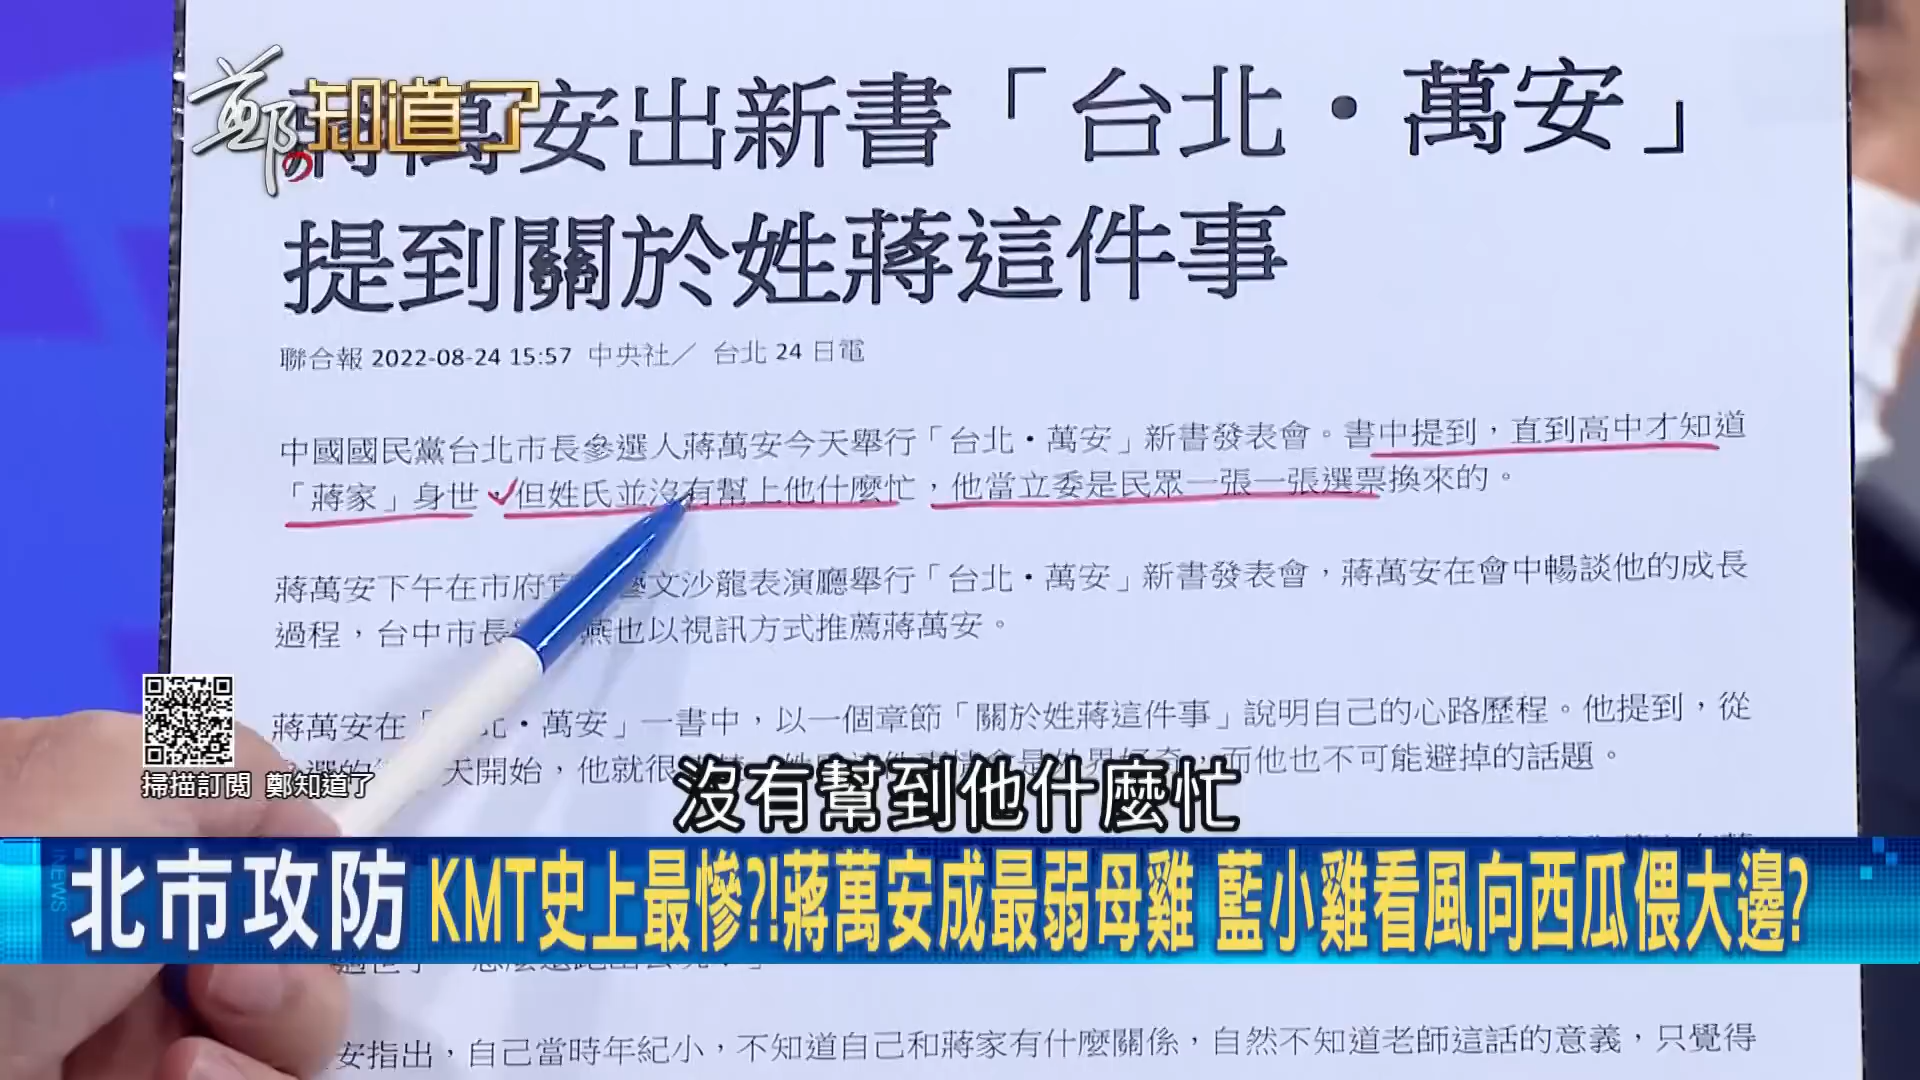 鄭の知道了
蔣萬安出新書「台北・萬安」
提到關於姓蔣這件事
聯合報 2022-08-24 15:57 中央社／ 台北 24 日電
中國國民黨台北市長參選人蔣萬安今天舉行「台北・萬安」新書發表會。書中提到，直到高中才知道
「蔣家」身世，但姓氏並沒有幫上他什麼忙，他當立委是民眾一張一張選票換來的。
蔣萬安下午在市府官 藝文沙龍表演廳舉行「台北・萬安」新書發表會，蔣萬安在會中暢談他的成長
過程，台中市長 燕也以視訊方式推薦蔣萬安。
蔣萬安在「 北・萬安」一書中，以一個章節「關於姓蔣這件事」說明自己的心路歷程。他提到，從
選的第 天開始，他就很 而他也不可能避掉的話題。
掃描訂閱 鄭知道了
沒有幫到他什麼忙
INEWS
北市攻防
KMT史上最慘?!蔣萬安成最弱母雞 藍小雞看風向西瓜偎大邊?
安指出，自己當時年紀小，不知道自己和蔣家有什麼關係，自然不知道老師這話的意義，只覺得